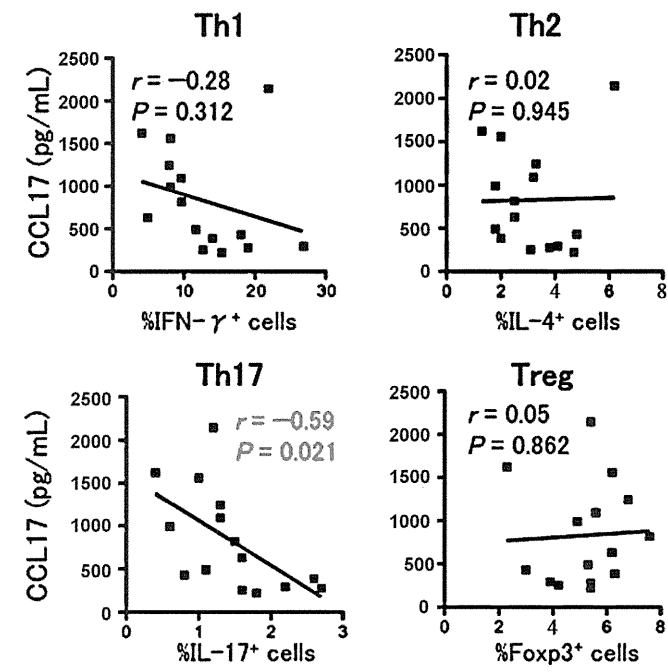 Th1
Th2
CCL17 (pg/mL)
2500
2000
1500
1000
500
0
r = −0.28
P = 0.312
0 10 20 30
%IFN-γ⁺ cells
2500
2000
1500
1000
500
0
r = 0.02
P = 0.945
0 2 4 6 8
%IL-4⁺ cells
Th17
Treg
CCL17 (pg/mL)
2500
2000
1500
1000
500
0
r = −0.59
P = 0.021
0 1 2 3
%IL-17⁺ cells
2500
2000
1500
1000
500
0
r = 0.05
P = 0.862
0 2 4 6 8
%Foxp3⁺ cells